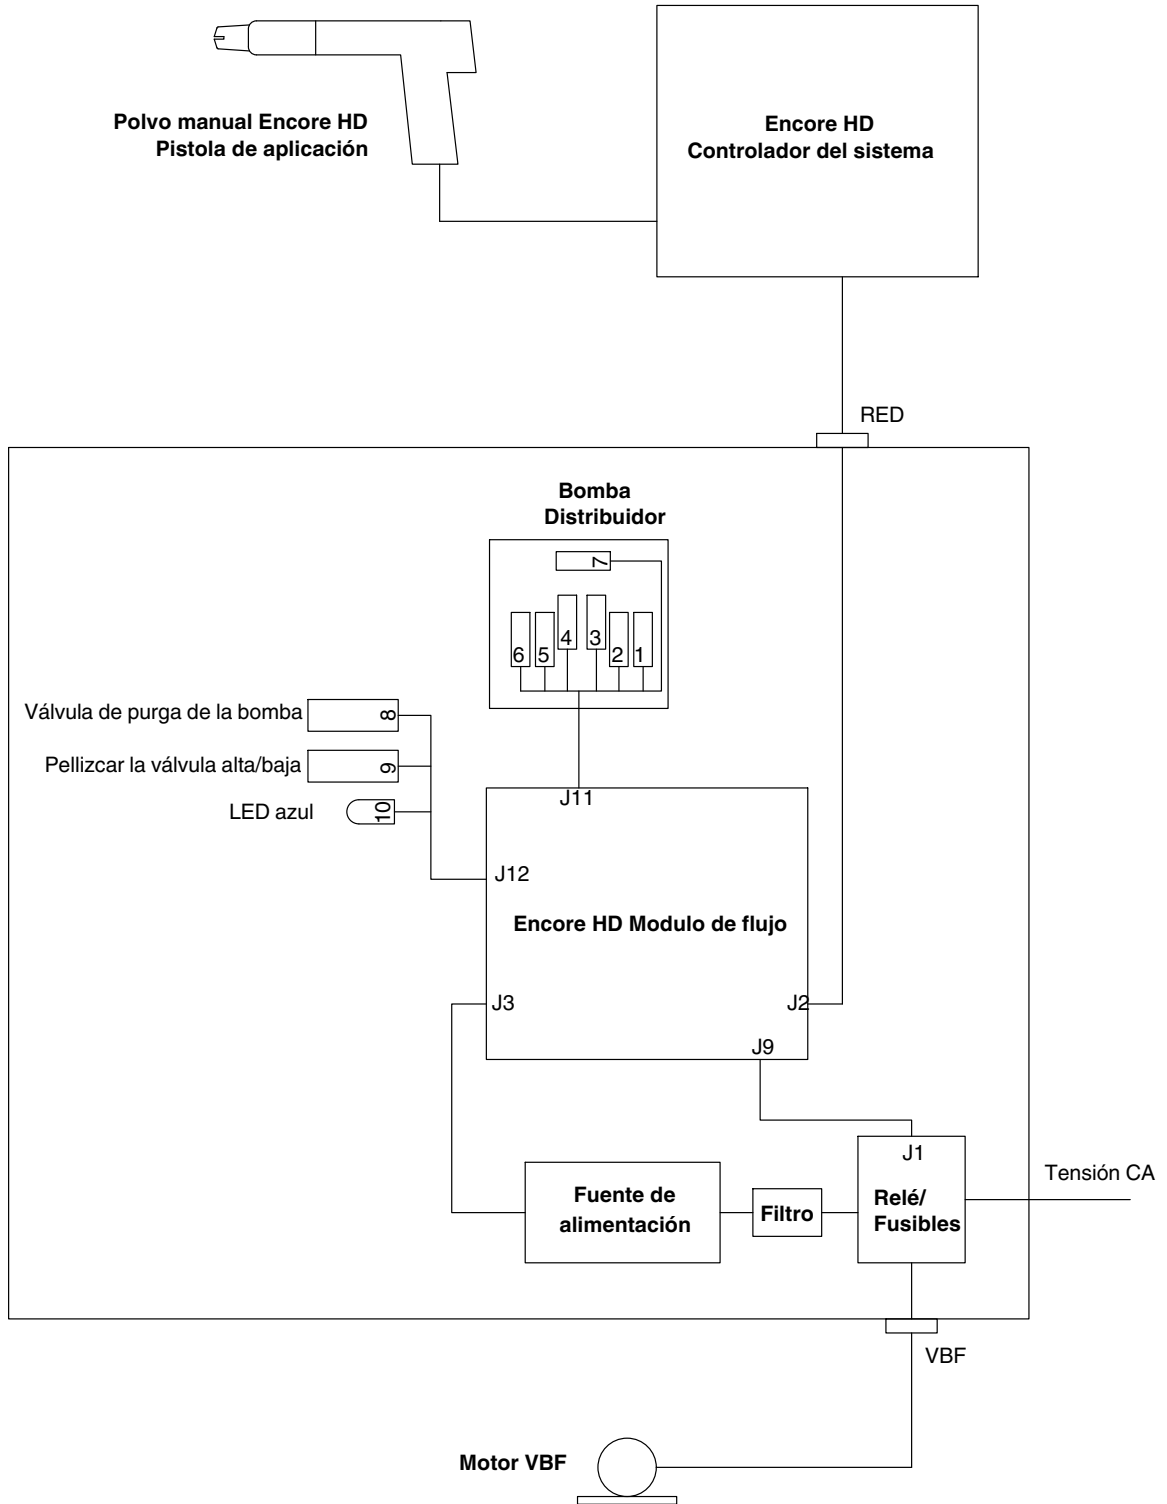 Polvo manual Encore HD
Pistola de aplicación
Encore HD
Controlador del sistema
RED
Bomba
Distribuidor
7
6
5
4
3
2
1
Válvula de purga de la bomba
8
Pellizcar la válvula alta/baja
9
LED azul
10
J11
J12
Encore HD Modulo de flujo
J3
J2
J9
J1
Tensión CA
Fuente de
alimentación
Filtro
Relé/
Fusibles
VBF
Motor VBF